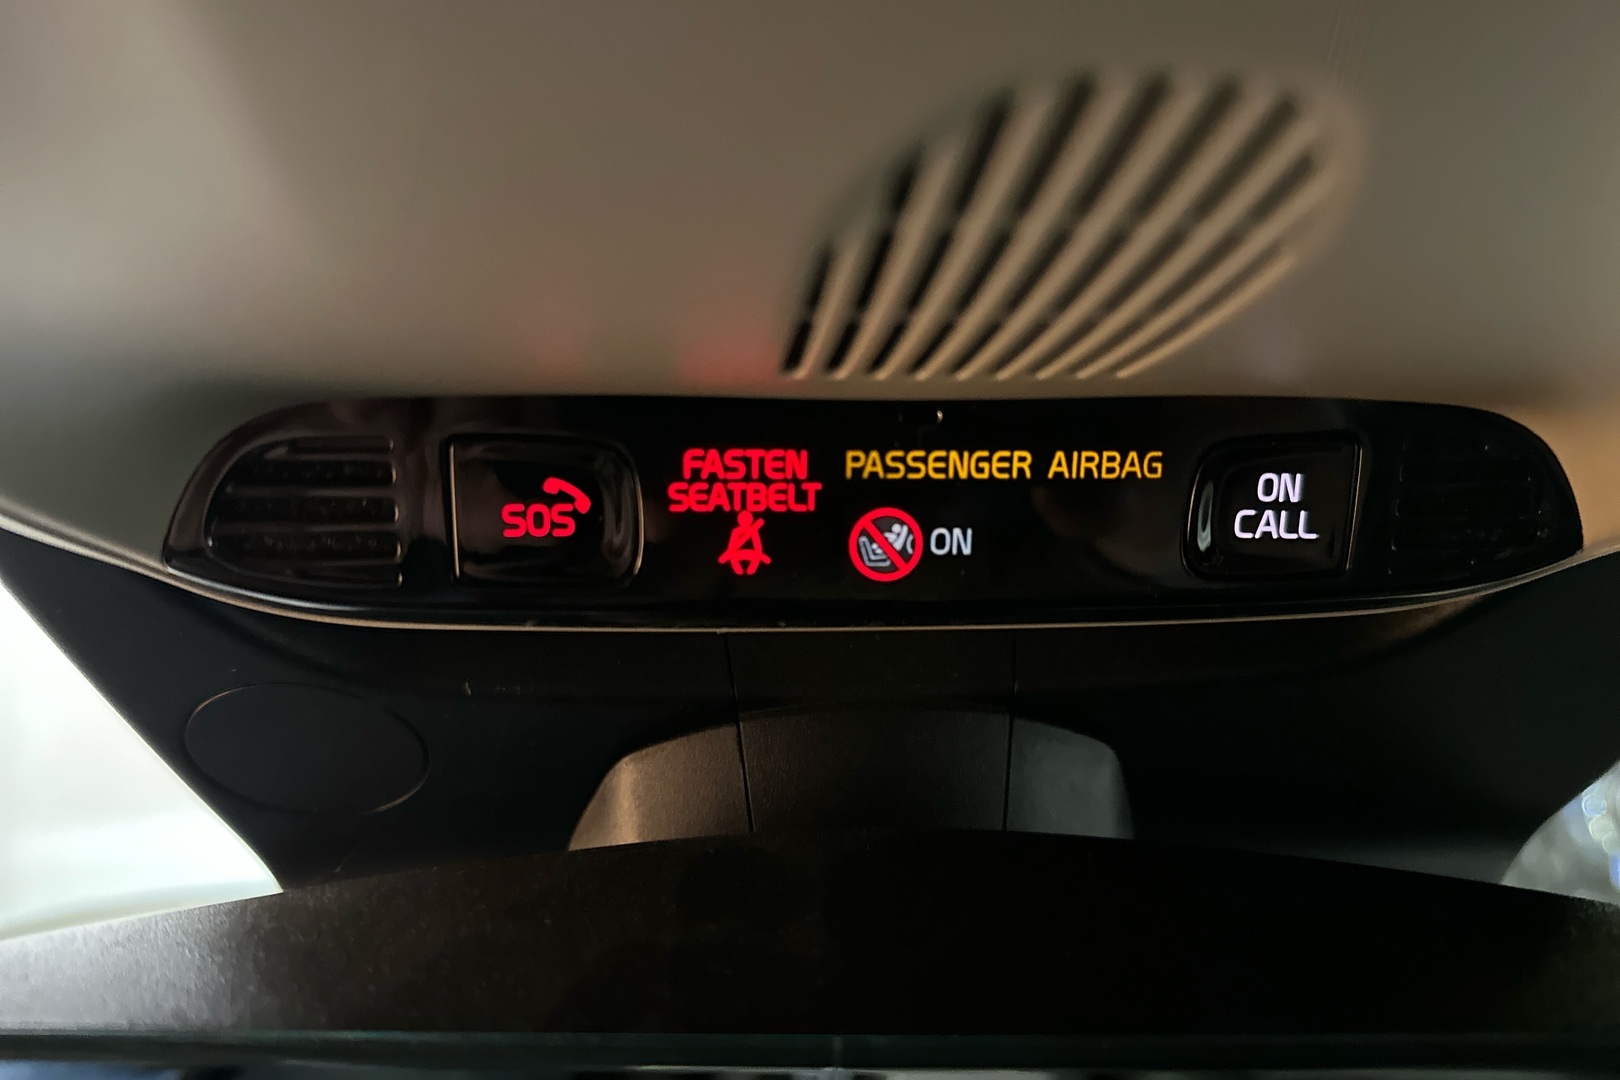 SOS
FASTEN
SEATBELT
PASSENGER AIRBAG
ON
ON
CALL